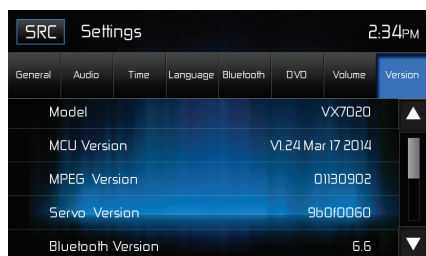 SRC Settings 2:34PM
General Audio Time Language Bluetooth DVD Volume Version
Model VX7020
MCU Version V1.24 Mar 17 2014
MPEG Version 01130902
Servo Version 9b0f0060
Bluetooth Version 6.6